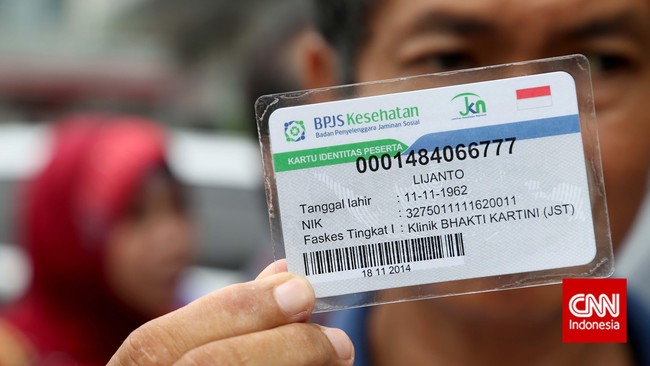 BPJS Kesehatan
Badan Penyelenggara Jaminan Sosial
jkn
KARTU IDENTITAS PESERTA
0001484066777
LIJANTO
Tanggal lahir : 11-11-1962
NIK : 3275011111620011
Faskes Tingkat I : Klinik BHAKTI KARTINI (JST)
18 11 2014
CNN
Indonesia